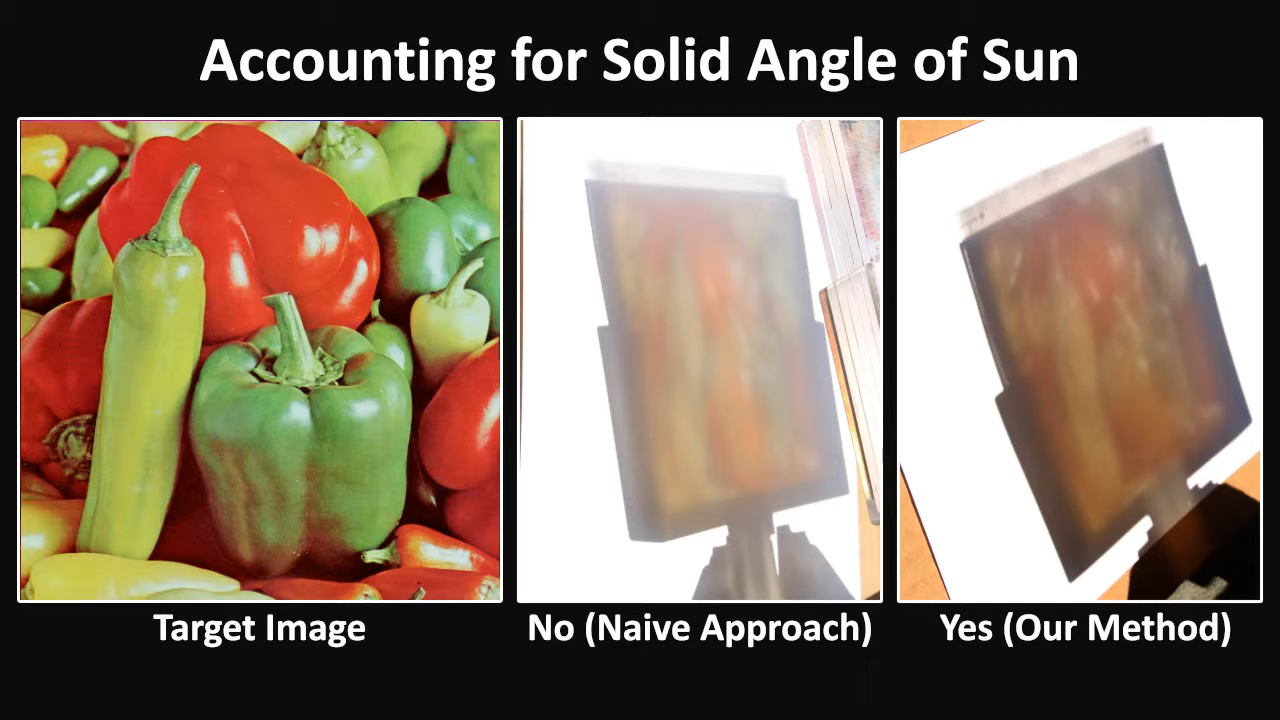 Accounting for Solid Angle of Sun
Target Image
No (Naive Approach)
Yes (Our Method)